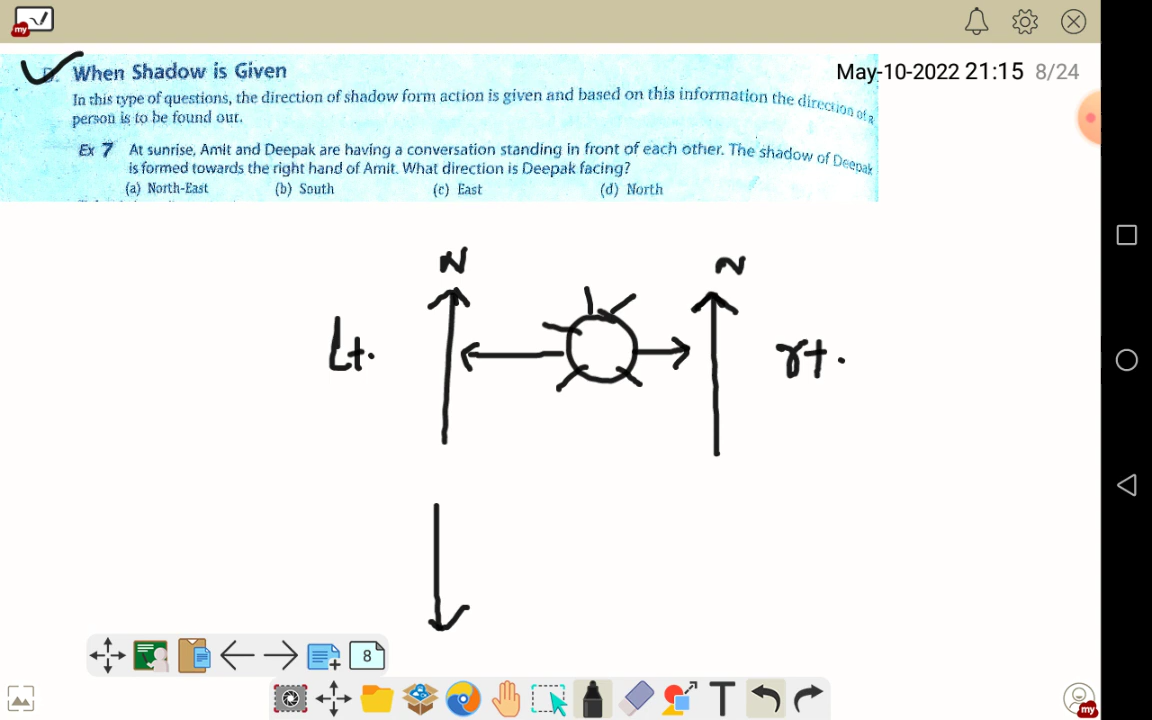 my
D. When Shadow is Given
May-10-2022 21:15 8/24
In this type of questions, the direction of shadow form action is given and based on this information the direction of a
person is to be found out.
Ex 7 At sunrise, Amit and Deepak are having a conversation standing in front of each other. The shadow of Deepak
is formed towards the right hand of Amit. What direction is Deepak facing?
(a) North-East (b) South (c) East (d) North
N N
Lt. rt.
8
T
my